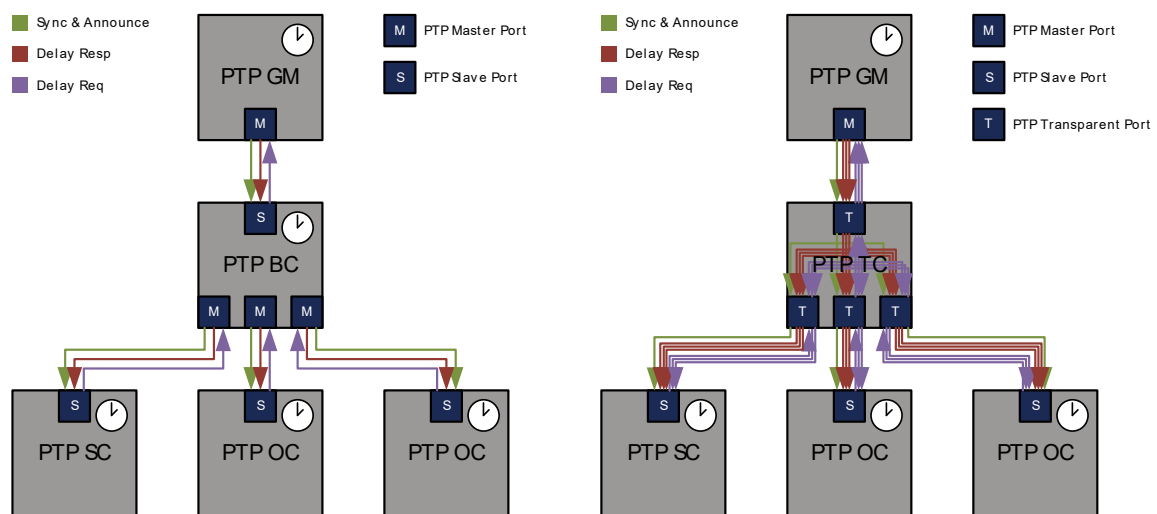 Sync & Announce
Delay Resp
Delay Req
PTP GM
M
M
PTP Master Port
S
PTP Slave Port
S
PTP BC
M
M
M
S
PTP SC
S
PTP OC
S
PTP OC
Sync & Announce
Delay Resp
Delay Req
PTP GM
M
M
PTP Master Port
S
PTP Slave Port
T
PTP Transparent Port
T
PTP TC
T
T
T
S
PTP SC
S
PTP OC
S
PTP OC